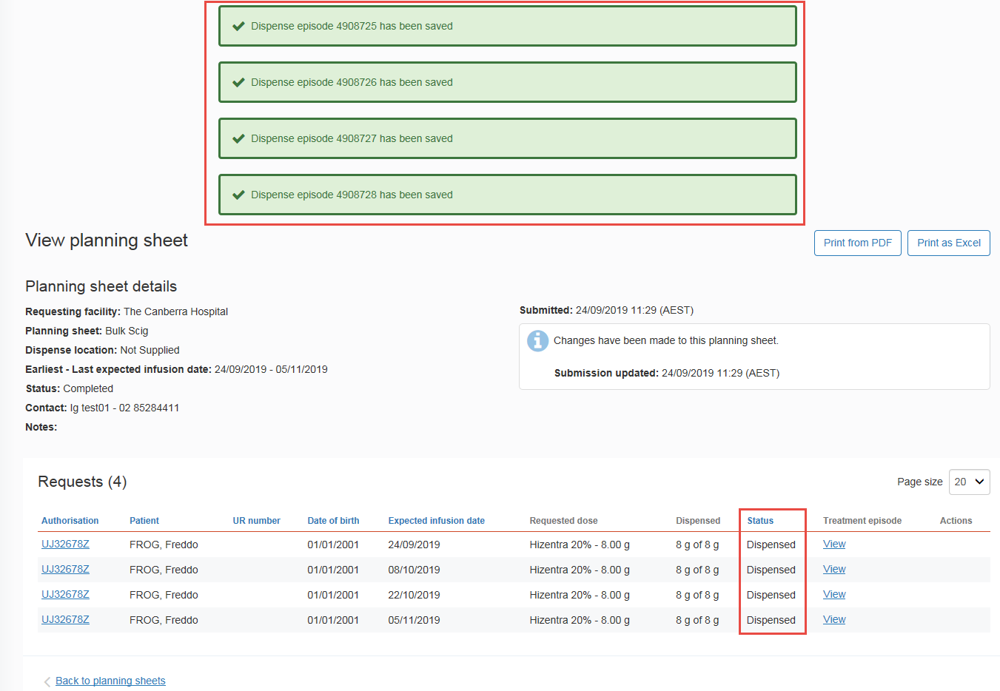 Dispense episode 4908725 has been saved
Dispense episode 4908726 has been saved
Dispense episode 4908727 has been saved
Dispense episode 4908728 has been saved
View planning sheet
Print from PDF
Print as Excel
Planning sheet details
Requesting facility: The Canberra Hospital
Planning sheet: Bulk Scig
Dispense location: Not Supplied
Earliest - Last expected infusion date: 24/09/2019 - 05/11/2019
Status: Completed
Contact: Ig test01 - 02 85284411
Notes:
Submitted: 24/09/2019 11:29 (AEST)
Changes have been made to this planning sheet.
Submission updated: 24/09/2019 11:29 (AEST)
Requests (4)
Page size 20
Authorisation Patient UR number Date of birth Expected infusion date Requested dose Dispensed Status Treatment episode Actions
UJ32678Z FROG, Freddo 01/01/2001 24/09/2019 Hizentra 20% - 8.00 g 8 g of 8 g Dispensed View
UJ32678Z FROG, Freddo 01/01/2001 08/10/2019 Hizentra 20% - 8.00 g 8 g of 8 g Dispensed View
UJ32678Z FROG, Freddo 01/01/2001 22/10/2019 Hizentra 20% - 8.00 g 8 g of 8 g Dispensed View
UJ32678Z FROG, Freddo 01/01/2001 05/11/2019 Hizentra 20% - 8.00 g 8 g of 8 g Dispensed View
Back to planning sheets